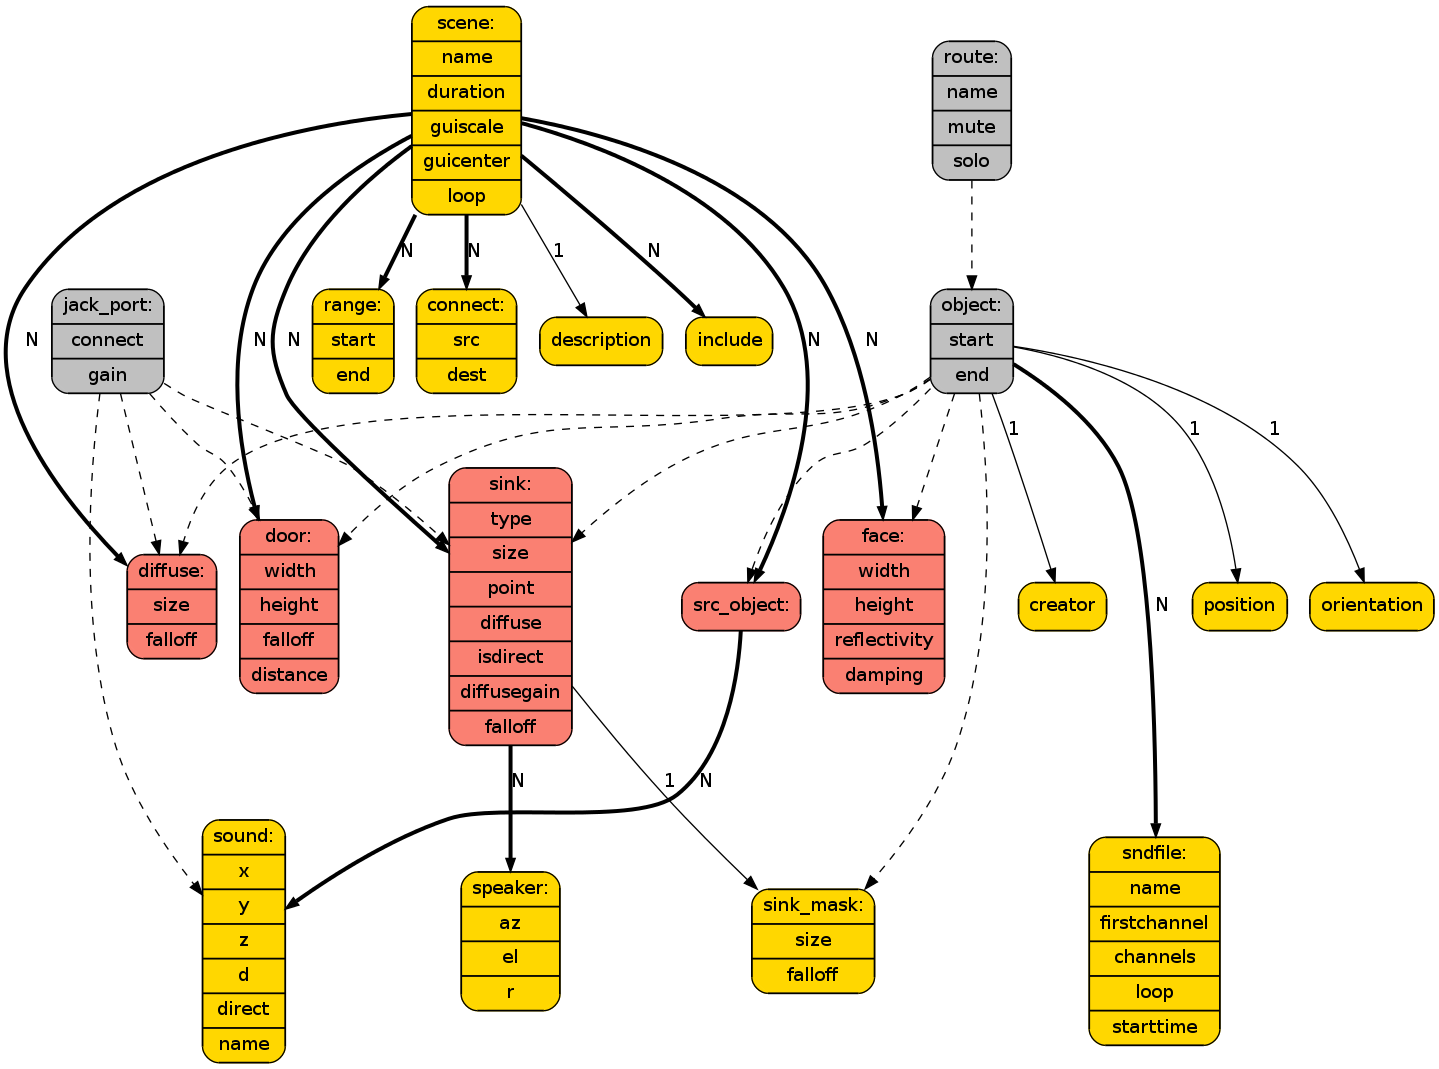 scene:
name
duration
guiscale
guicenter
loop
route:
name
mute
solo
N
N
1
N
jack_port:
connect
gain
range:
start
end
connect:
src
dest
description
include
object:
start
end
N
N
N
N
N
1
1
1
diffuse:
size
falloff
door:
width
height
falloff
distance
sink:
type
size
point
diffuse
isdirect
diffusegain
falloff
src_object:
face:
width
height
reflectivity
damping
creator
N
position
orientation
N
1
N
sound:
x
y
z
d
direct
name
speaker:
az
el
r
sink_mask:
size
falloff
sndfile:
name
firstchannel
channels
loop
starttime